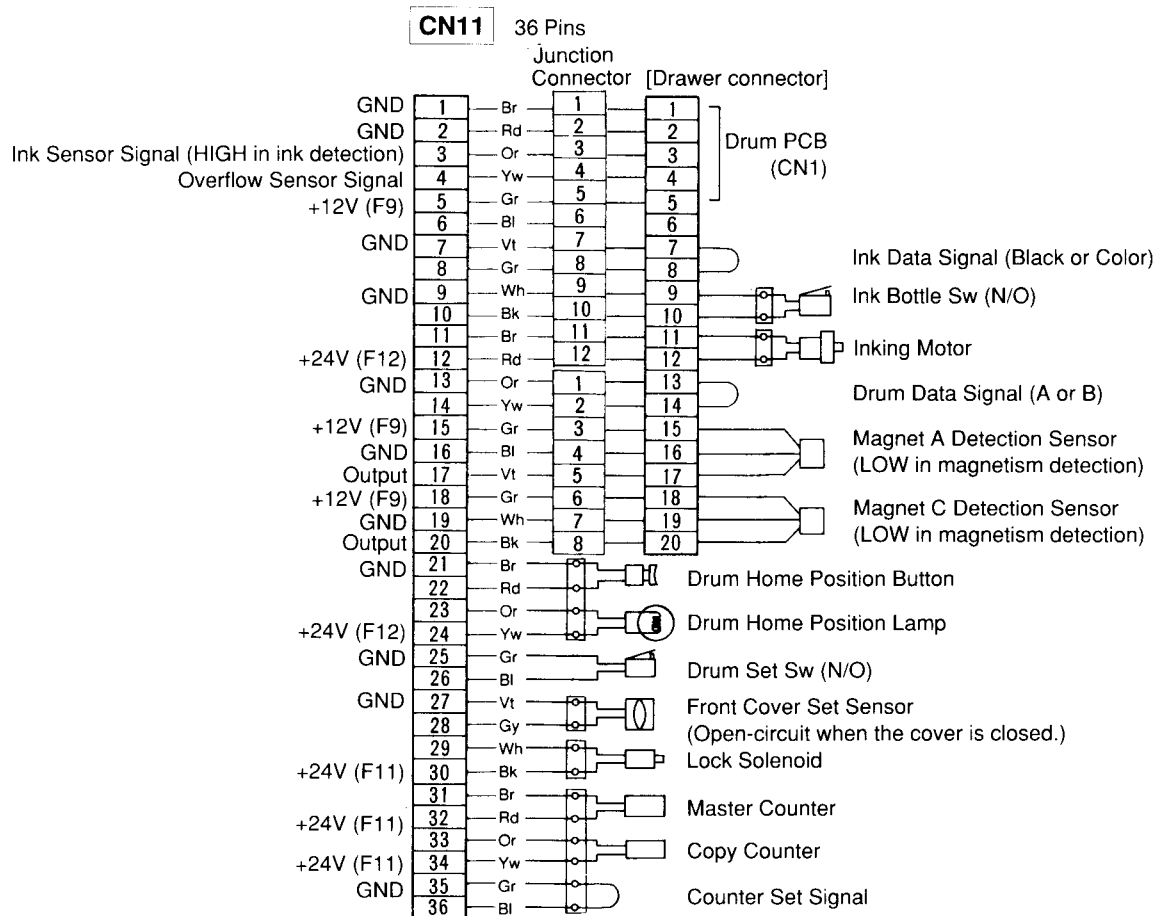 CN11 36 Pins
Junction
Connector [Drawer connector]
GND 1 Br 1 1
GND 2 Rd 2 2 Drum PCB
Ink Sensor Signal (HIGH in ink detection) 3 Or 3 3 (CN1)
Overflow Sensor Signal 4 Yw 4 4
+12V (F9) 5 Gr 5 5
6 Bl 6 6
GND 7 Vt 7 7
8 Gr 8 8 Ink Data Signal (Black or Color)
GND 9 Wh 9 9 Ink Bottle Sw (N/O)
10 Bk 10 10
11 Br 11 11 Inking Motor
+24V (F12) 12 Rd 12 12
GND 13 Or 1 13 Drum Data Signal (A or B)
14 Yw 2 14
+12V (F9) 15 Gr 3 15 Magnet A Detection Sensor
GND 16 Bl 4 16 (LOW in magnetism detection)
Output 17 Vt 5 17
+12V (F9) 18 Gr 6 18 Magnet C Detection Sensor
GND 19 Wh 7 19 (LOW in magnetism detection)
Output 20 Bk 8 20
GND 21 Br Drum Home Position Button
22 Rd
23 Or Drum Home Position Lamp
+24V (F12) 24 Yw
GND 25 Gr Drum Set Sw (N/O)
26 Bl
GND 27 Vt Front Cover Set Sensor
28 Gy (Open-circuit when the cover is closed.)
29 Wh Lock Solenoid
+24V (F11) 30 Bk
31 Br Master Counter
+24V (F11) 32 Rd
33 Or Copy Counter
+24V (F11) 34 Yw
GND 35 Gr Counter Set Signal
36 Bl